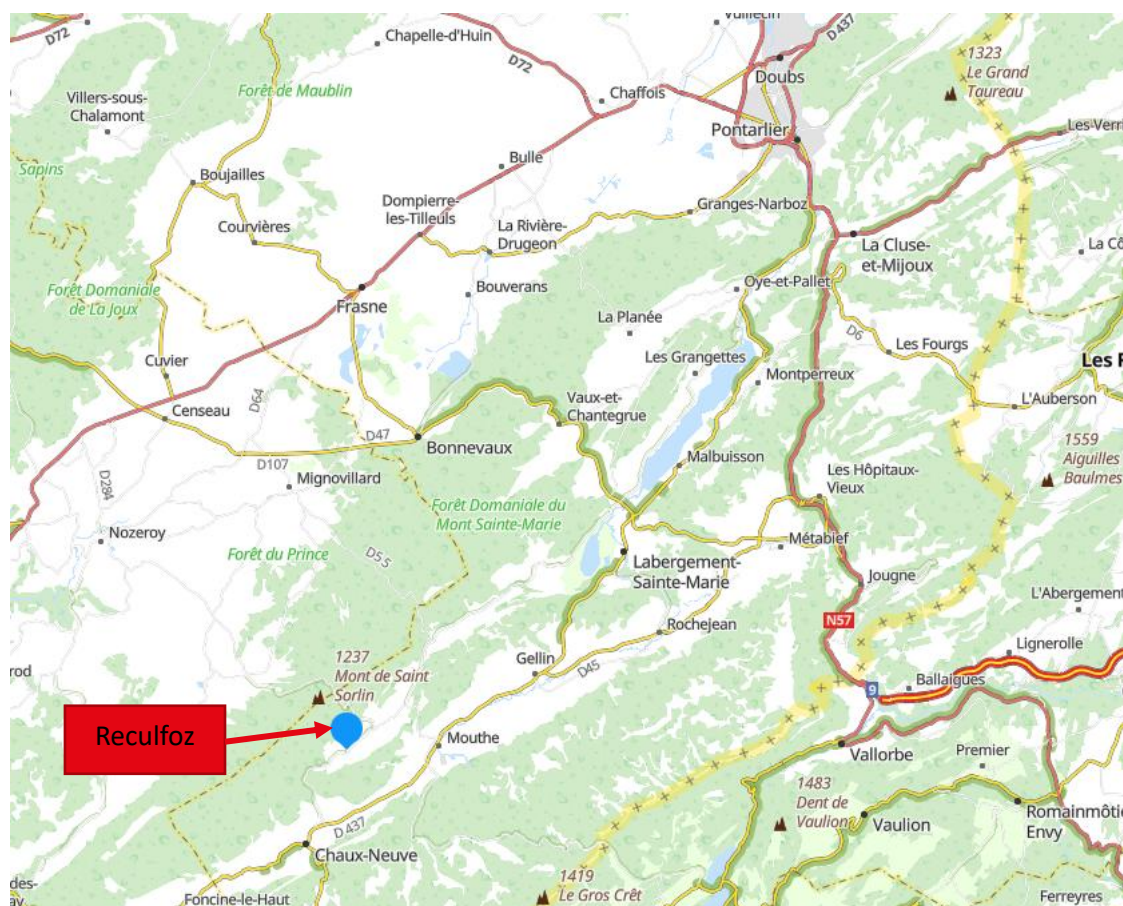 D72
Chapelle-d'Huin
D72
D437
Doubs
1323
Le Grand
Taureau
Forêt de Maublin
Villers-sous-
Chalamont
Chaffois
Pontarlier
Les Verri
Sapins
Boujailles
Bulle
Dompierre-
les-Tilleuls
Granges-Narboz
Courvières
La Rivière-
Drugeon
La Cluse-
et-Mijoux
La Cô
Forêt Domaniale
de La Joux
Frasne
Bouverans
Oye-et-Pallet
La Planée
D6
Les Fourgs
Cuvier
Les Grangettes
Montperreux
Les F
D64
Censeau
Vaux-et-
Chantegrue
L'Auberson
D47
Bonnevaux
D107
Malbuisson
1559
Aiguilles
Baulmes
D284
Mignovillard
Les Hôpitaux-
Vieux
Forêt Domaniale du
Mont Sainte-Marie
Nozeroy
Forêt du Prince
D55
Métabief
Labergement-
Sainte-Marie
Jougne
L'Abergement
N57
Rochejean
Lignerolle
1237
Mont de Saint
Sorlin
Gellin
D45
rod
9
Ballaigues
Reculfoz
Mouthe
Vallorbe
Premier
1483
Dent de
Vaulion
Romainmôtie
Envy
D 437
Vaulion
Chaux-Neuve
1419
Le Gros Crêt
des-
ay
Foncine-le-Haut
Ferreyres